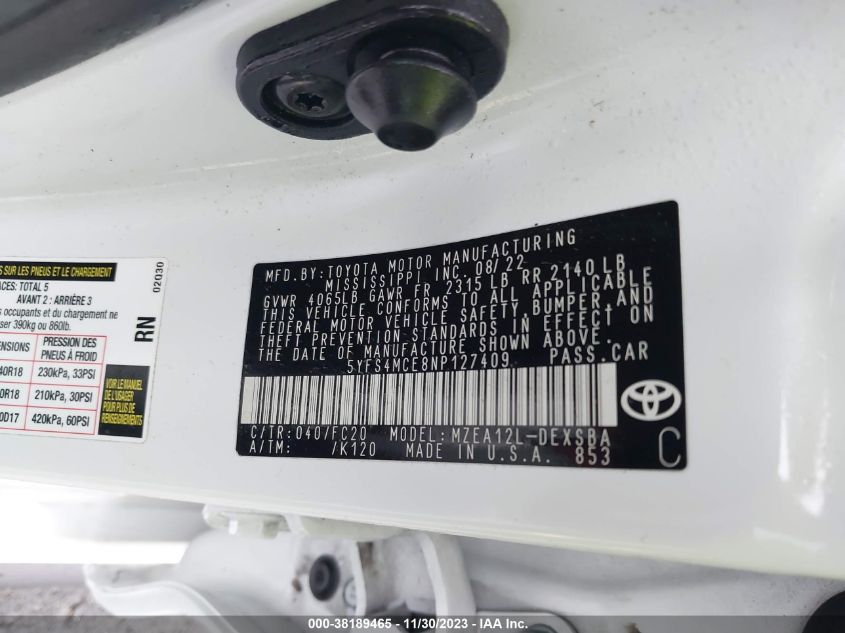 S SUR LES PNEUS ET LE CHARGEMENT
ACES: TOTAL 5
AVANT 2 : ARRIÈRE 3
s occupants et du chargement ne
ser 390kg ou 860lb.
ENSIONS
PRESSION DES PNEUS À FROID
40R18 230kPa, 33PSI
0R18 210kPa, 30PSI
0D17 420kPa, 60PSI
VOIR LE MANUEL
DE L'USAGER
POUR PLUS DE
RENSEIGNEMENTS
02030
RN
MFD. BY: TOYOTA MOTOR MANUFACTURING
MISSISSIPPI, INC. 08/22
GVWR 4065LB GAWR FR 2315 LB RR 2140 LB
THIS VEHICLE CONFORMS TO ALL APPLICABLE
FEDERAL MOTOR VEHICLE SAFETY, BUMPER, AND
THEFT PREVENTION STANDARDS IN EFFECT ON
THE DATE OF MANUFACTURE SHOWN ABOVE.
5YFS4MCE8NP127409 PASS. CAR
C/TR: 040/FC20 MODEL: MZEA12L-DEXSBA
A/TM: /K120 MADE IN U.S.A. 853
C
000-38189465 - 11/30/2023 - IAA Inc.